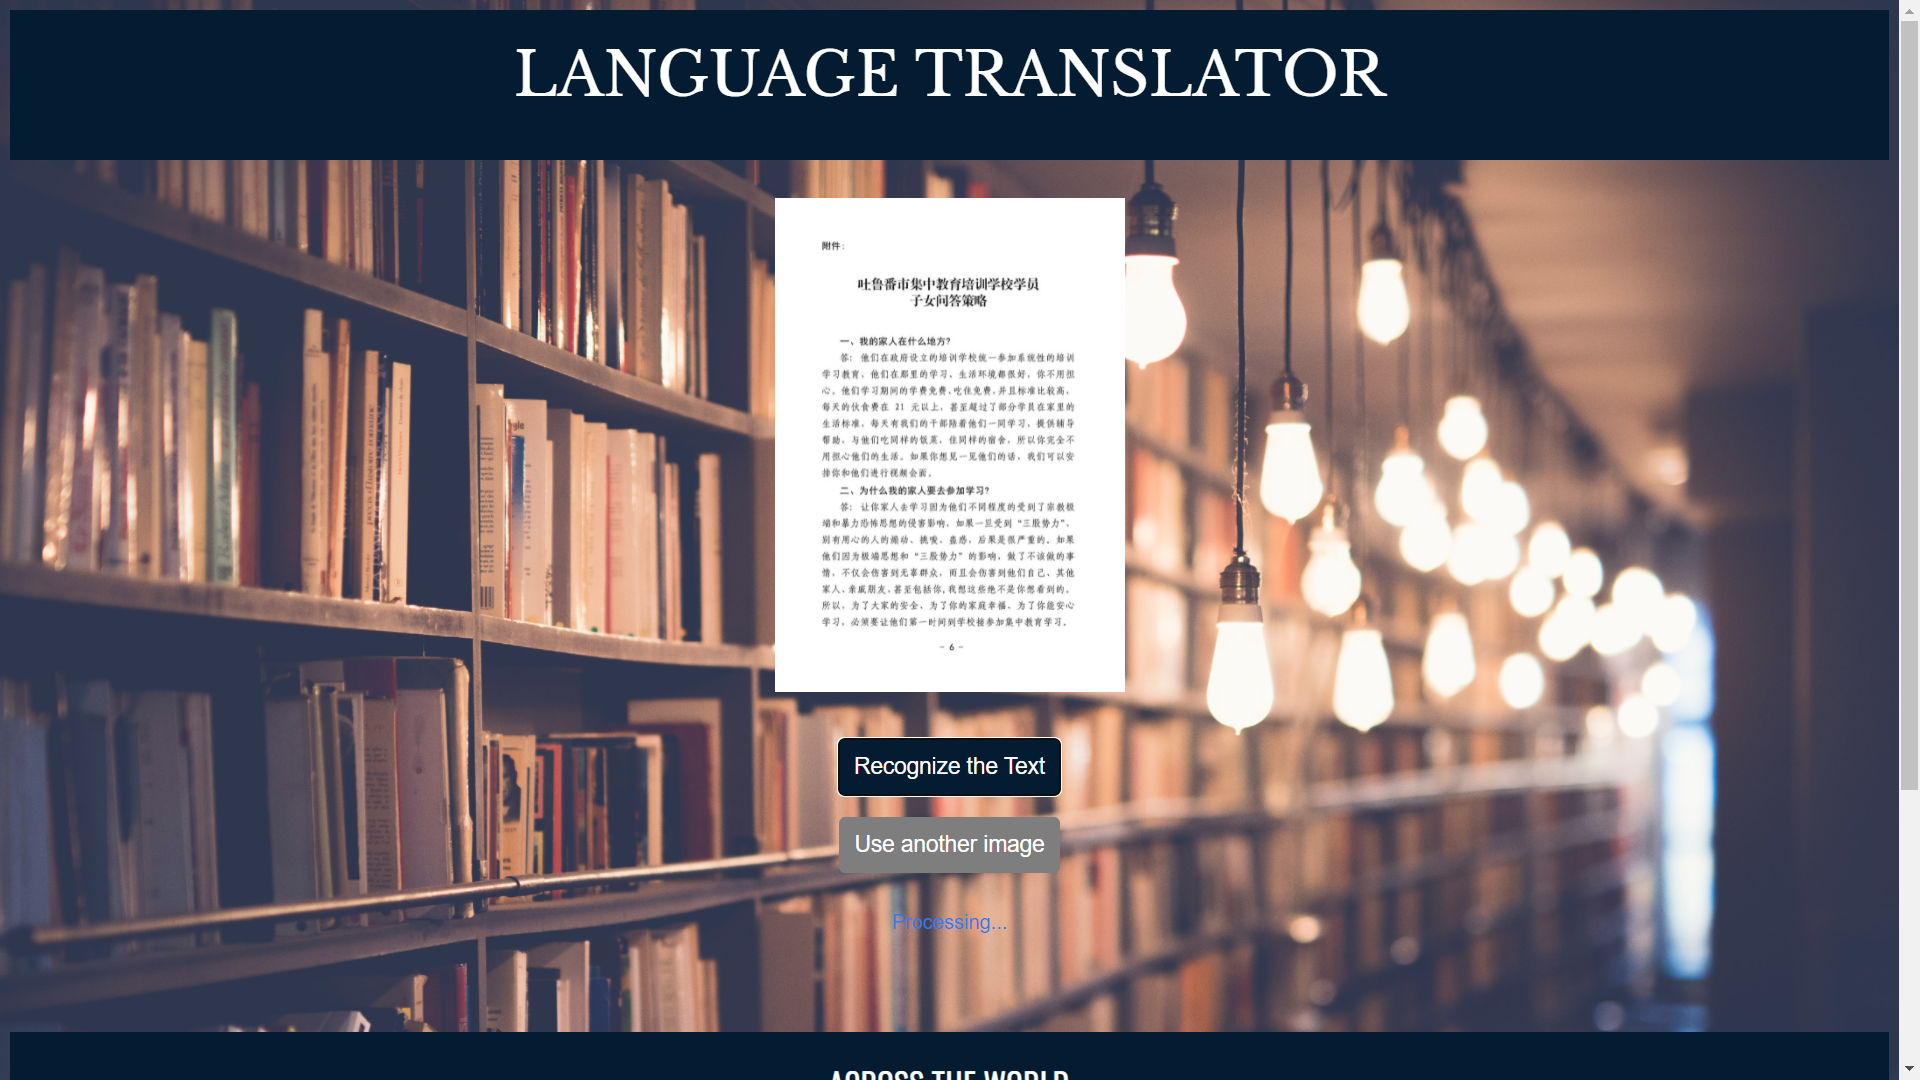 LANGUAGE TRANSLATOR
附件：
吐鲁番市集中教育培训学校学员
子女问答策略
一、我的家人在什么地方？
答：他们在政府设立的培训学校统一参加系统性的培训
学习教育，他们在那里的学习、生活环境都很好，你不用担
心。他们学习期间的学费免费，吃住免费，并且标准比较高，
每天的伙食费在 21 元以上，甚至超过了部分学员在家里的
生活标准。每天有我们的干部陪着他们一同学习，提供辅导
帮助，与他们吃同样的饭菜，住同样的宿舍，所以你完全不
用担心他们的生活。如果你想见一见他们的话，我们可以安
排你和他们进行视频会面。
二、为什么我的家人要去参加学习？
答：让你家人去学习因为他们不同程度的受到了宗教极
端和暴力恐怖思想的侵害影响，如果一旦受到“三股势力”、
别有用心的人的煽动、挑唆、蛊惑，后果是很严重的。如果
他们因为极端思想和“三股势力”的影响，做了不该做的事
情，不仅会伤害到无辜群众，而且会伤害到他们自己、其他
家人、亲戚朋友，甚至包括你，我想这些绝不是你想看到的。
所以，为了大家的安全、为了你的家庭幸福、为了你能安心
学习，必须要让他们第一时间到学校接参加集中教育学习。
- 6 -
Recognize the Text
Use another image
Processing...
ACROSS THE WORLD